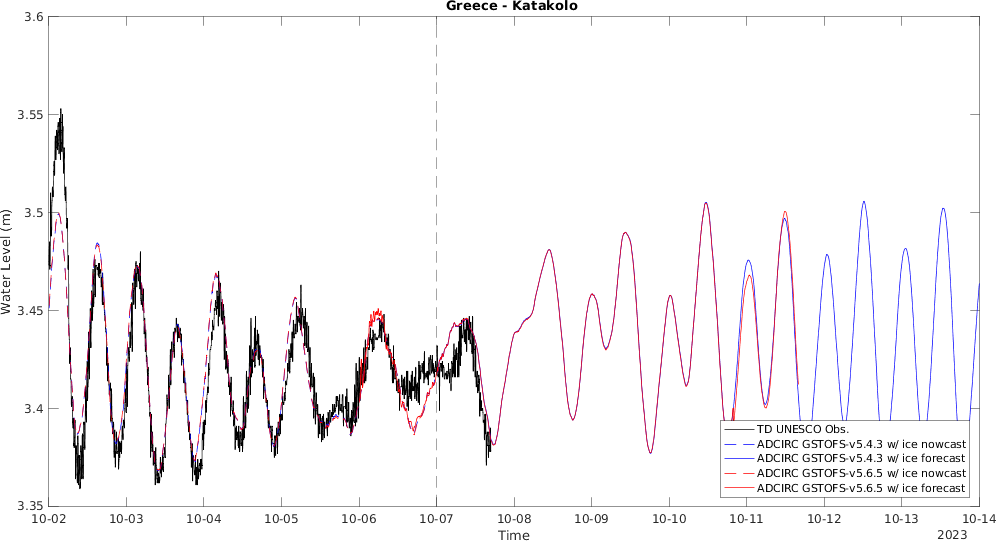 Greece - Katakolo
3.6
3.55
3.5
3.45
3.4
3.35
Water Level (m)
10-02 10-03 10-04 10-05 10-06 10-07 10-08 10-09 10-10 10-11 10-12 10-13 10-14
Time
2023
TD UNESCO Obs.
ADCIRC GSTOFS-v5.4.3 w/ ice nowcast
ADCIRC GSTOFS-v5.4.3 w/ ice forecast
ADCIRC GSTOFS-v5.6.5 w/ ice nowcast
ADCIRC GSTOFS-v5.6.5 w/ ice forecast